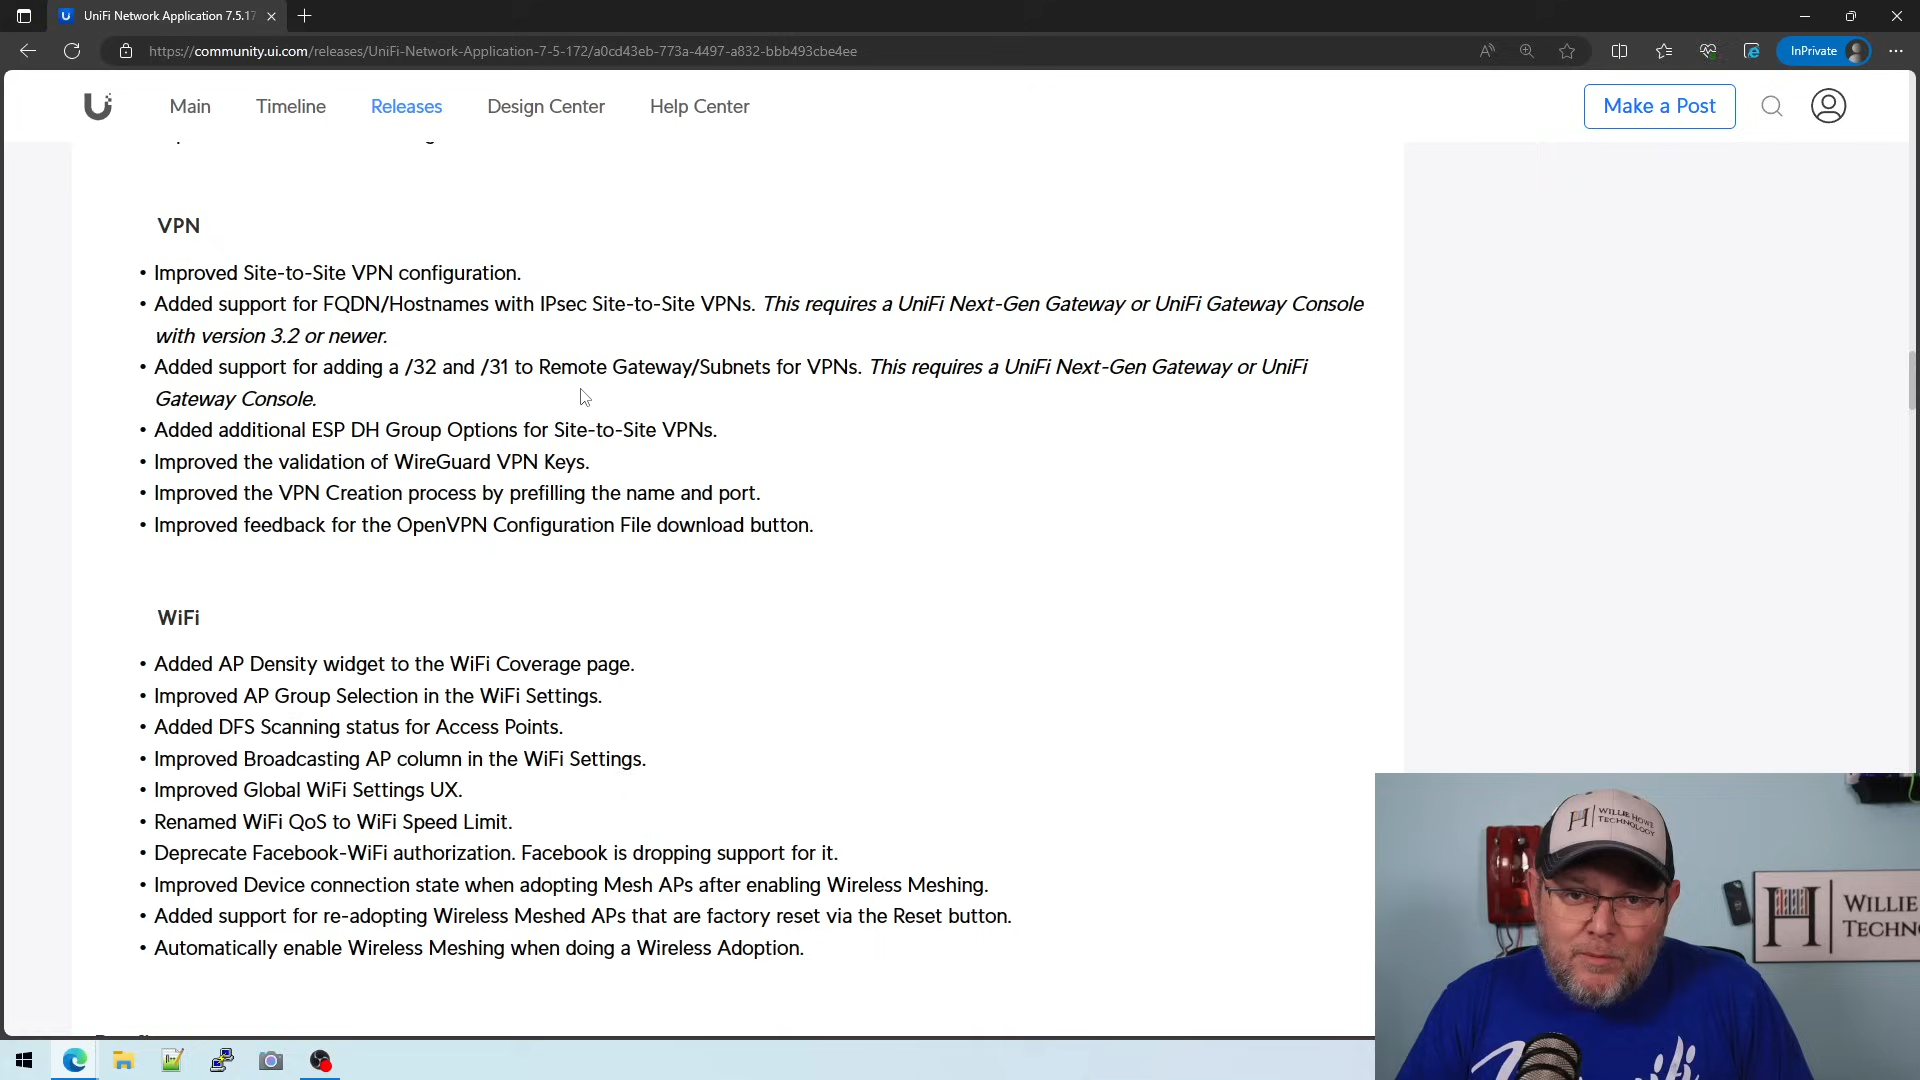 UniFi Network Application 7.5.17
https://community.ui.com/releases/UniFi-Network-Application-7-5-172/a0cd43eb-773a-4497-a832-bbb493cbe4ee
InPrivate
Main Timeline Releases Design Center Help Center
Make a Post
VPN
• Improved Site-to-Site VPN configuration.
• Added support for FQDN/Hostnames with IPsec Site-to-Site VPNs. This requires a UniFi Next-Gen Gateway or UniFi Gateway Console
with version 3.2 or newer.
• Added support for adding a /32 and /31 to Remote Gateway/Subnets for VPNs. This requires a UniFi Next-Gen Gateway or UniFi
Gateway Console.
• Added additional ESP DH Group Options for Site-to-Site VPNs.
• Improved the validation of WireGuard VPN Keys.
• Improved the VPN Creation process by prefilling the name and port.
• Improved feedback for the OpenVPN Configuration File download button.
WiFi
• Added AP Density widget to the WiFi Coverage page.
• Improved AP Group Selection in the WiFi Settings.
• Added DFS Scanning status for Access Points.
• Improved Broadcasting AP column in the WiFi Settings.
• Improved Global WiFi Settings UX.
• Renamed WiFi QoS to WiFi Speed Limit.
• Deprecate Facebook-WiFi authorization. Facebook is dropping support for it.
• Improved Device connection state when adopting Mesh APs after enabling Wireless Meshing.
• Added support for re-adopting Wireless Meshed APs that are factory reset via the Reset button.
• Automatically enable Wireless Meshing when doing a Wireless Adoption.
H WILLIE HOWE
TECHNOLOGY
H WILLIE
TECHNO